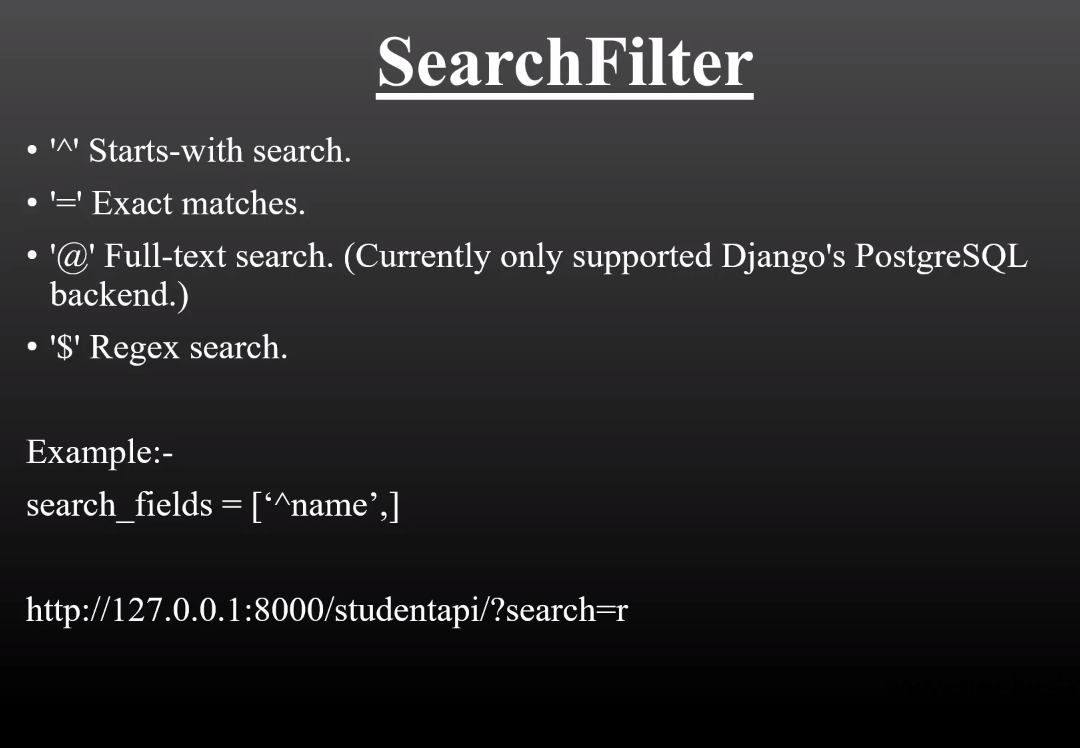 SearchFilter
• '^' Starts-with search.
• '=' Exact matches.
• '@' Full-text search. (Currently only supported Django's PostgreSQL
backend.)
• '$' Regex search.
Example:-
search_fields = [‘^name’,]
http://127.0.0.1:8000/studentapi/?search=r